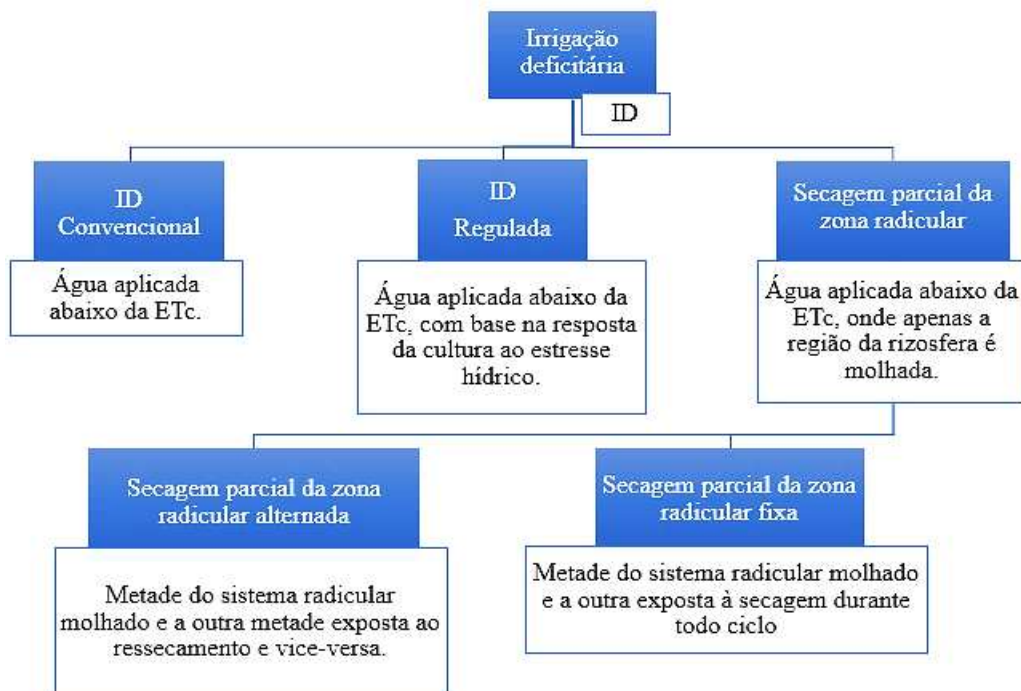 Irrigação
deficitária
ID
ID
Convencional
Água aplicada
abaixo da ETc.
ID
Regulada
Água aplicada abaixo da
ETc, com base na resposta
da cultura ao estresse
hídrico.
Secagem parcial da
zona radicular
Água aplicada abaixo da
ETc, onde apenas a
região da rizosfera é
molhada.
Secagem parcial da zona
radicular alternada
Metade do sistema radicular
molhado e a outra metade exposta ao
ressecamento e vice-versa.
Secagem parcial da zona
radicular fixa
Metade do sistema radicular molhado
e a outra exposta à secagem durante
todo ciclo